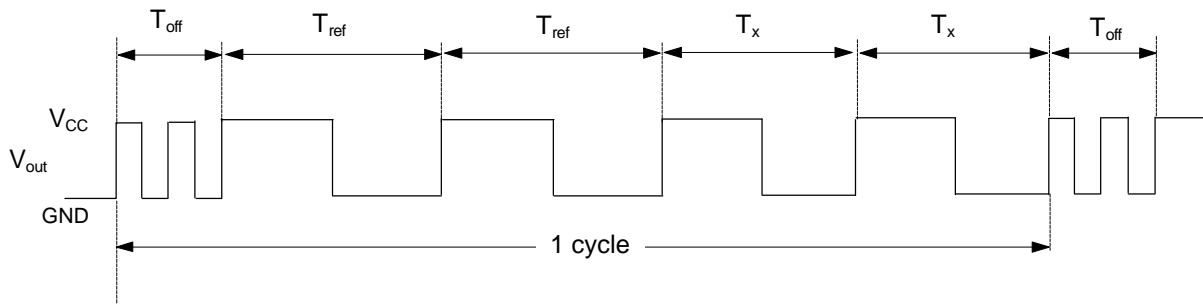 T_off T_ref T_ref T_x T_x T_off
V_CC
V_out
GND
1 cycle